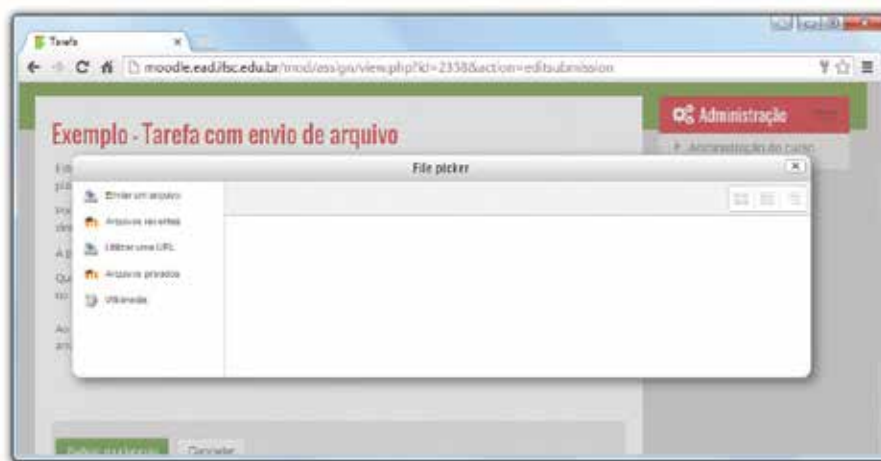 Tarefa
moodle.ead.ifsc.edu.br/mod/assign/view.php?id=2358&action=editsubmission
Exemplo - Tarefa com envio de arquivo
Administração
Administração do curso
File picker
Enviar um arquivo
Arquivos recentes
Utilizar uma URL
Arquivos privados
Wikimedia
Cancelar